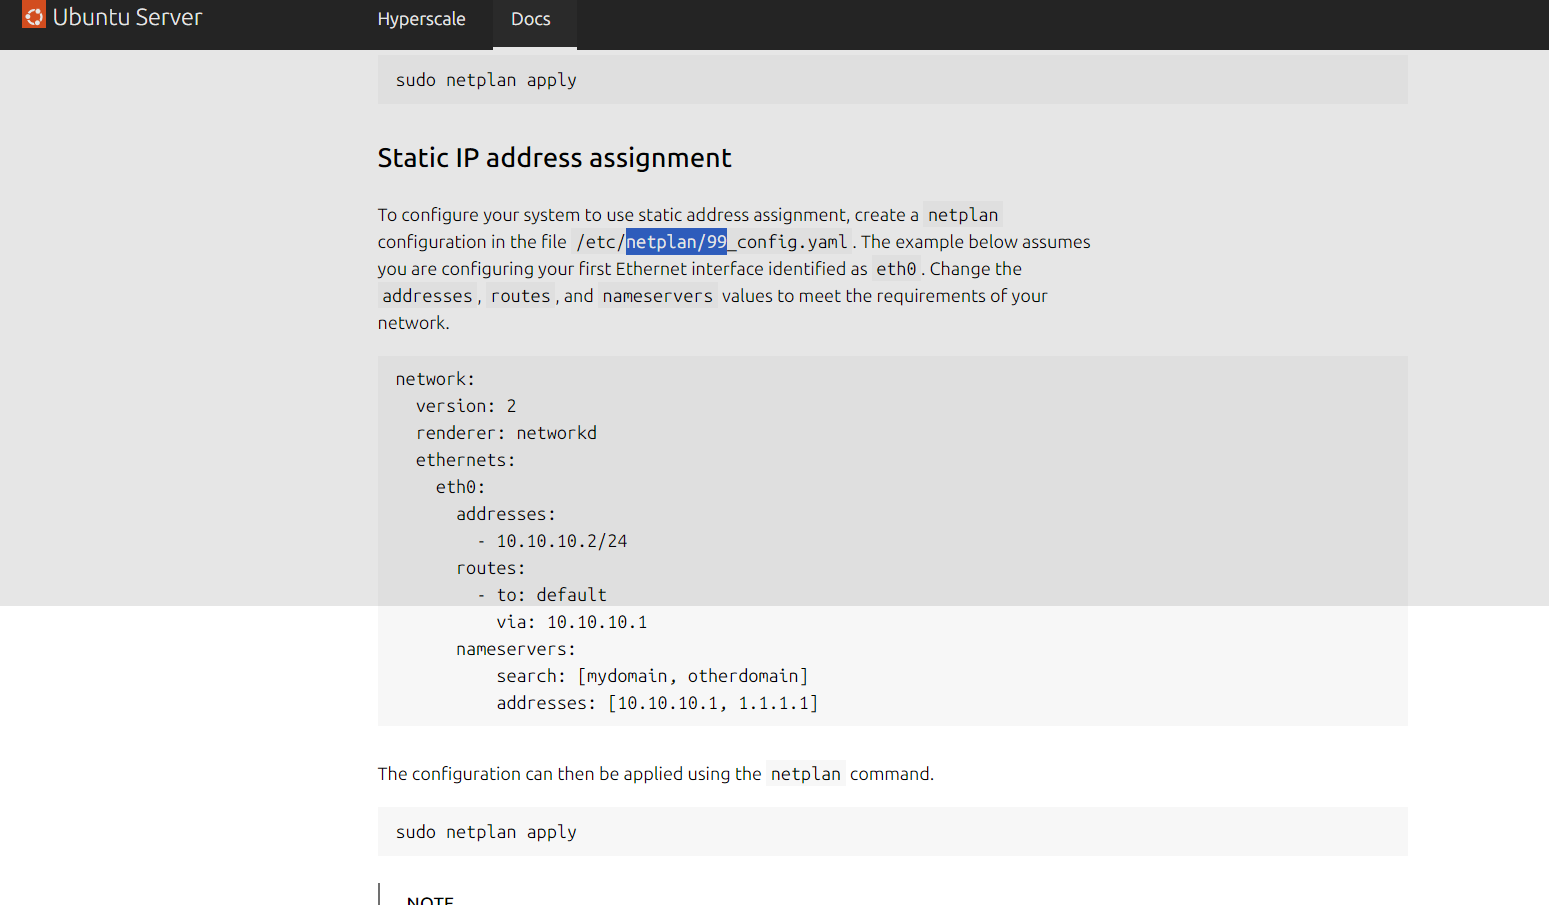 Ubuntu Server
Hyperscale
Docs
sudo netplan apply
Static IP address assignment
To configure your system to use static address assignment, create a netplan
configuration in the file /etc/netplan/99_config.yaml. The example below assumes
you are configuring your first Ethernet interface identified as eth0. Change the
addresses, routes, and nameservers values to meet the requirements of your
network.
network:
  version: 2
  renderer: networkd
  ethernets:
    eth0:
      addresses:
        - 10.10.10.2/24
      routes:
        - to: default
          via: 10.10.10.1
      nameservers:
          search: [mydomain, otherdomain]
          addresses: [10.10.10.1, 1.1.1.1]
The configuration can then be applied using the netplan command.
sudo netplan apply
NOTE